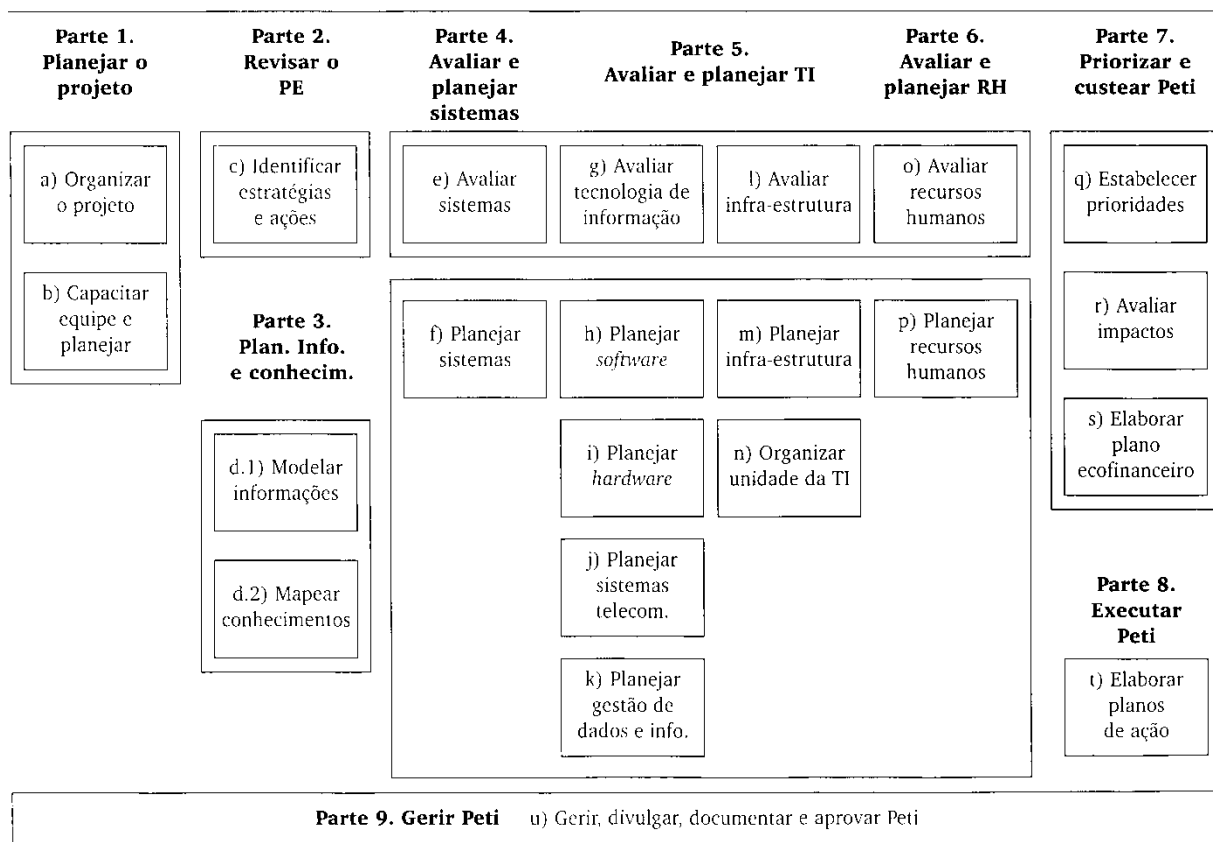 Parte 1.
Planejar o
projeto
a) Organizar
o projeto
b) Capacitar
equipe e
planejar
Parte 2.
Revisar o
PE
c) Identificar
estratégias
e ações
Parte 3.
Plan. Info.
e conhecim.
d.1) Modelar
informações
d.2) Mapear
conhecimentos
Parte 4.
Avaliar e
planejar
sistemas
e) Avaliar
sistemas
f) Planejar
sistemas
Parte 5.
Avaliar e planejar TI
g) Avaliar
tecnologia de
informação
h) Planejar
software
i) Planejar
hardware
j) Planejar
sistemas
telecom.
k) Planejar
gestão de
dados e info.
l) Avaliar
infra-estrutura
m) Planejar
infra-estrutura
n) Organizar
unidade da TI
Parte 6.
Avaliar e
planejar RH
o) Avaliar
recursos
humanos
p) Planejar
recursos
humanos
Parte 7.
Priorizar e
custear Peti
q) Estabelecer
prioridades
r) Avaliar
impactos
s) Elaborar
plano
ecofinanceiro
Parte 8.
Executar
Peti
t) Elaborar
planos
de ação
Parte 9. Gerir Peti u) Gerir, divulgar, documentar e aprovar Peti